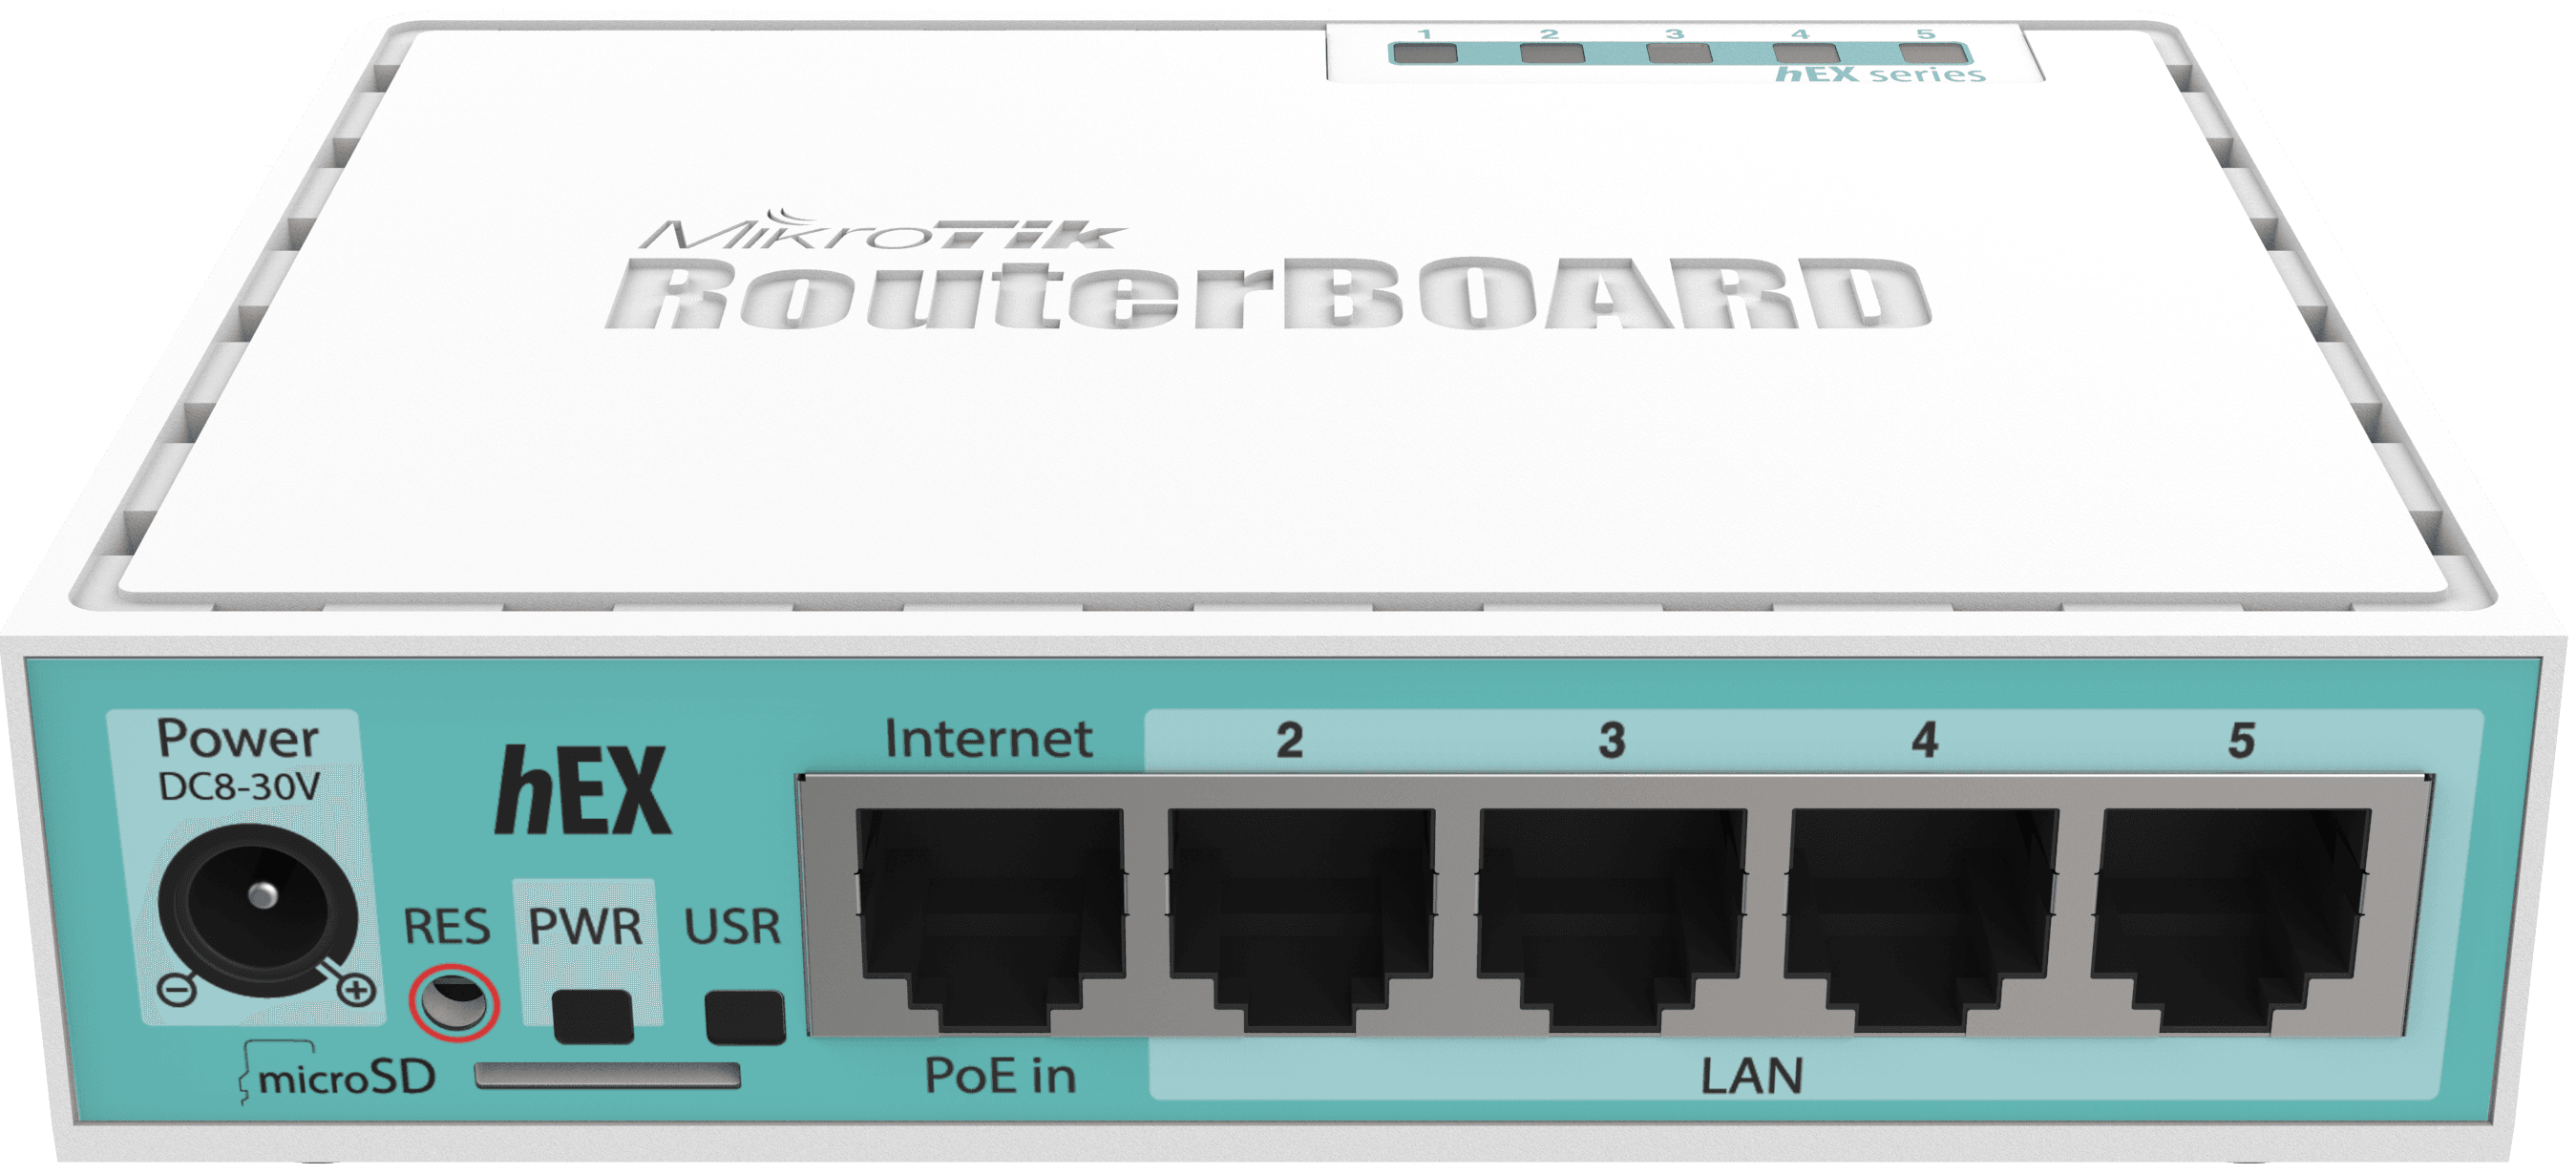 1 2 3 4 5
hEX series
MikroTik
RouterBOARD
Power
DC8-30V
hEX
Internet
2 3 4 5
RES
PWR
USR
microSD
PoE in
LAN